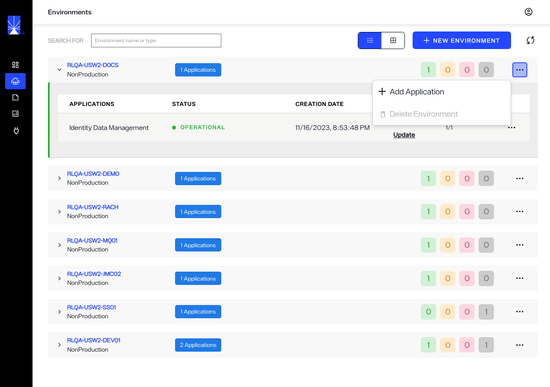 Environments
SEARCH FOR
Environment name or type
+ NEW ENVIRONMENT
RLQA-USW2-DOCS
NonProduction
1 Applications
1 0 0 0 ...
+ Add Application
Delete Environment
APPLICATIONS STATUS CREATION DATE
Identity Data Management OPERATIONAL 11/16/2023, 8:53:48 PM 1/1 ...
Update
RLQA-USW2-DEMO
NonProduction
1 Applications
1 0 0 0 ...
RLQA-USW2-RACH
NonProduction
1 Applications
1 0 0 0 ...
RLQA-USW2-MQ01
NonProduction
1 Applications
1 0 0 0 ...
RLQA-USW2-JMC02
NonProduction
1 Applications
1 0 0 0 ...
RLQA-USW2-SS01
NonProduction
1 Applications
0 0 0 1 ...
RLQA-USW2-DEV01
NonProduction
2 Applications
1 0 0 1 ...